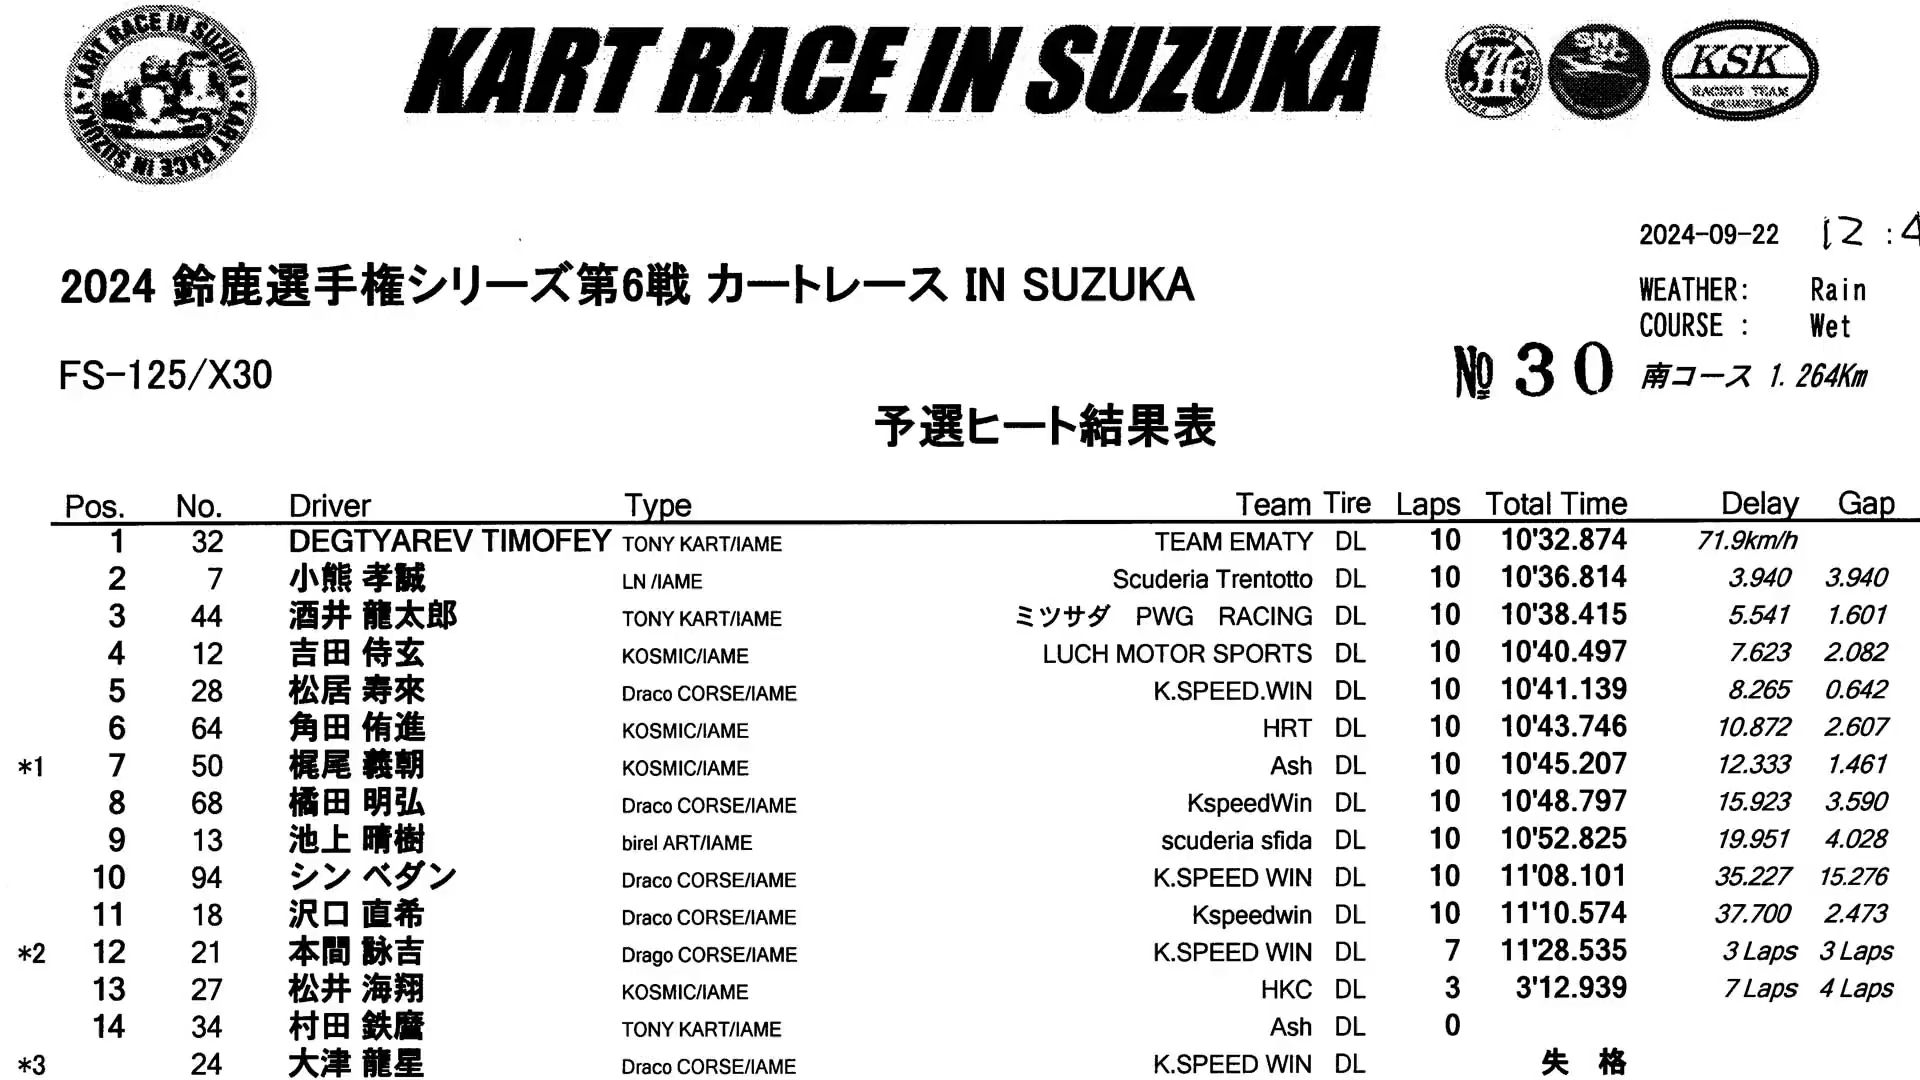 KART RACE IN SUZUKA
KART RACE IN SUZUKA
KART RACE IN SUZUKA
SMSC
KSK
RACING TEAM
2024-09-22 12:4
2024 鈴鹿選手権シリーズ第6戦 カートレース IN SUZUKA
WEATHER: Rain
COURSE : Wet
FS-125/X30
№ 30 南コース 1.264Km
予選ヒート結果表
Pos. No. Driver Type Team Tire Laps Total Time Delay Gap
1 32 DEGTYAREV TIMOFEY TONY KART/IAME TEAM EMATY DL 10 10'32.874 71.9km/h
2 7 小熊 孝誠 LN /IAME Scuderia Trentotto DL 10 10'36.814 3.940 3.940
3 44 酒井 龍太郎 TONY KART/IAME ミツサダ　PWG　RACING DL 10 10'38.415 5.541 1.601
4 12 吉田 侍玄 KOSMIC/IAME LUCH MOTOR SPORTS DL 10 10'40.497 7.623 2.082
5 28 松居 寿來 Draco CORSE/IAME K.SPEED.WIN DL 10 10'41.139 8.265 0.642
6 64 角田 侑進 KOSMIC/IAME HRT DL 10 10'43.746 10.872 2.607
*1 7 50 梶尾 義朝 KOSMIC/IAME Ash DL 10 10'45.207 12.333 1.461
8 68 橘田 明弘 Draco CORSE/IAME KspeedWin DL 10 10'48.797 15.923 3.590
9 13 池上 晴樹 birel ART/IAME scuderia sfida DL 10 10'52.825 19.951 4.028
10 94 シン ベダン Draco CORSE/IAME K.SPEED WIN DL 10 11'08.101 35.227 15.276
11 18 沢口 直希 Draco CORSE/IAME Kspeedwin DL 10 11'10.574 37.700 2.473
*2 12 21 本間 詠吉 Drago CORSE/IAME K.SPEED WIN DL 7 11'28.535 3 Laps 3 Laps
13 27 松井 海翔 KOSMIC/IAME HKC DL 3 3'12.939 7 Laps 4 Laps
14 34 村田 鉄麿 TONY KART/IAME Ash DL 0
*3 24 大津 龍星 Draco CORSE/IAME K.SPEED WIN DL 失 格